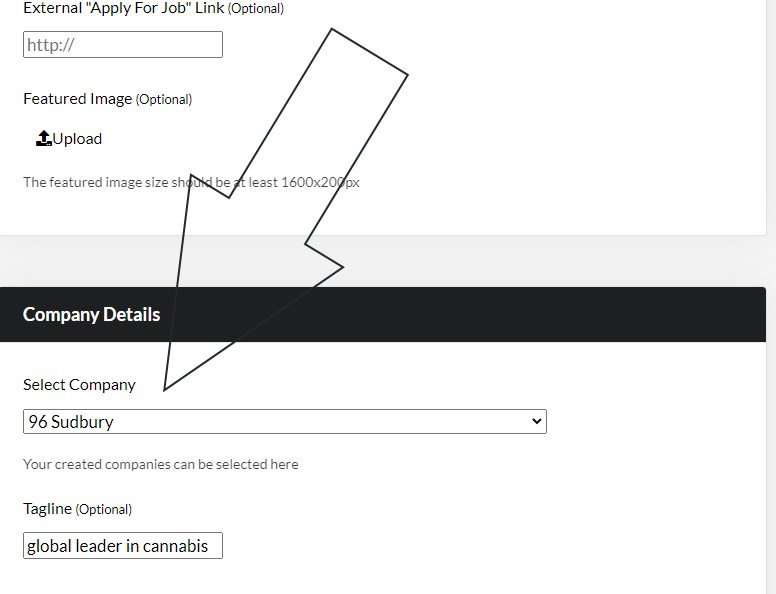 External "Apply For Job" Link (Optional)
http://
Featured Image (Optional)
Upload
The featured image size should be at least 1600x200px
Company Details
Select Company
96 Sudbury
Your created companies can be selected here
Tagline (Optional)
global leader in cannabis